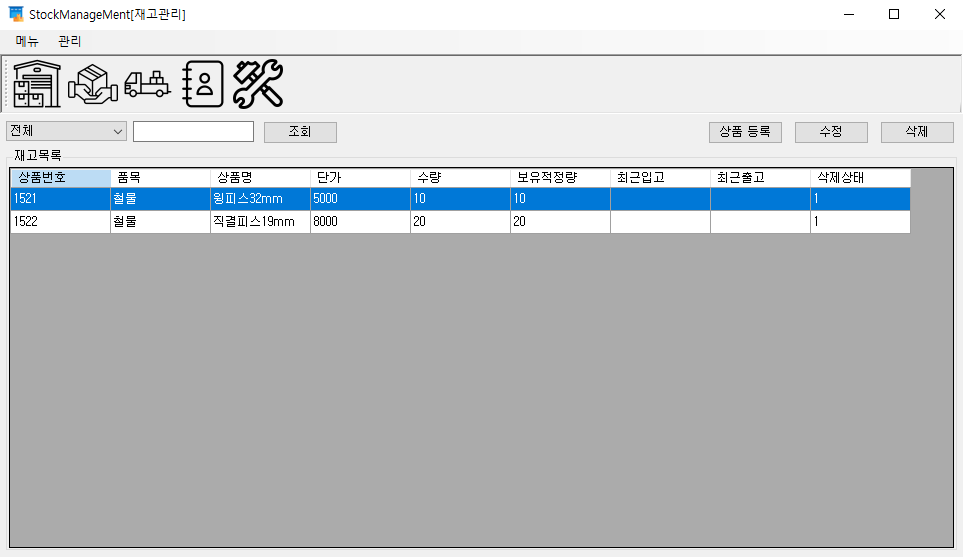 StockManageMent[재고관리]
메뉴 관리
전체 조회 상품 등록 수정 삭제
재고목록
상품번호 품목 상품명 단가 수량 보유적정량 최근입고 최근출고 삭제상태
1521 철물 윙피스32mm 5000 10 10 1
1522 철물 직결피스19mm 8000 20 20 1